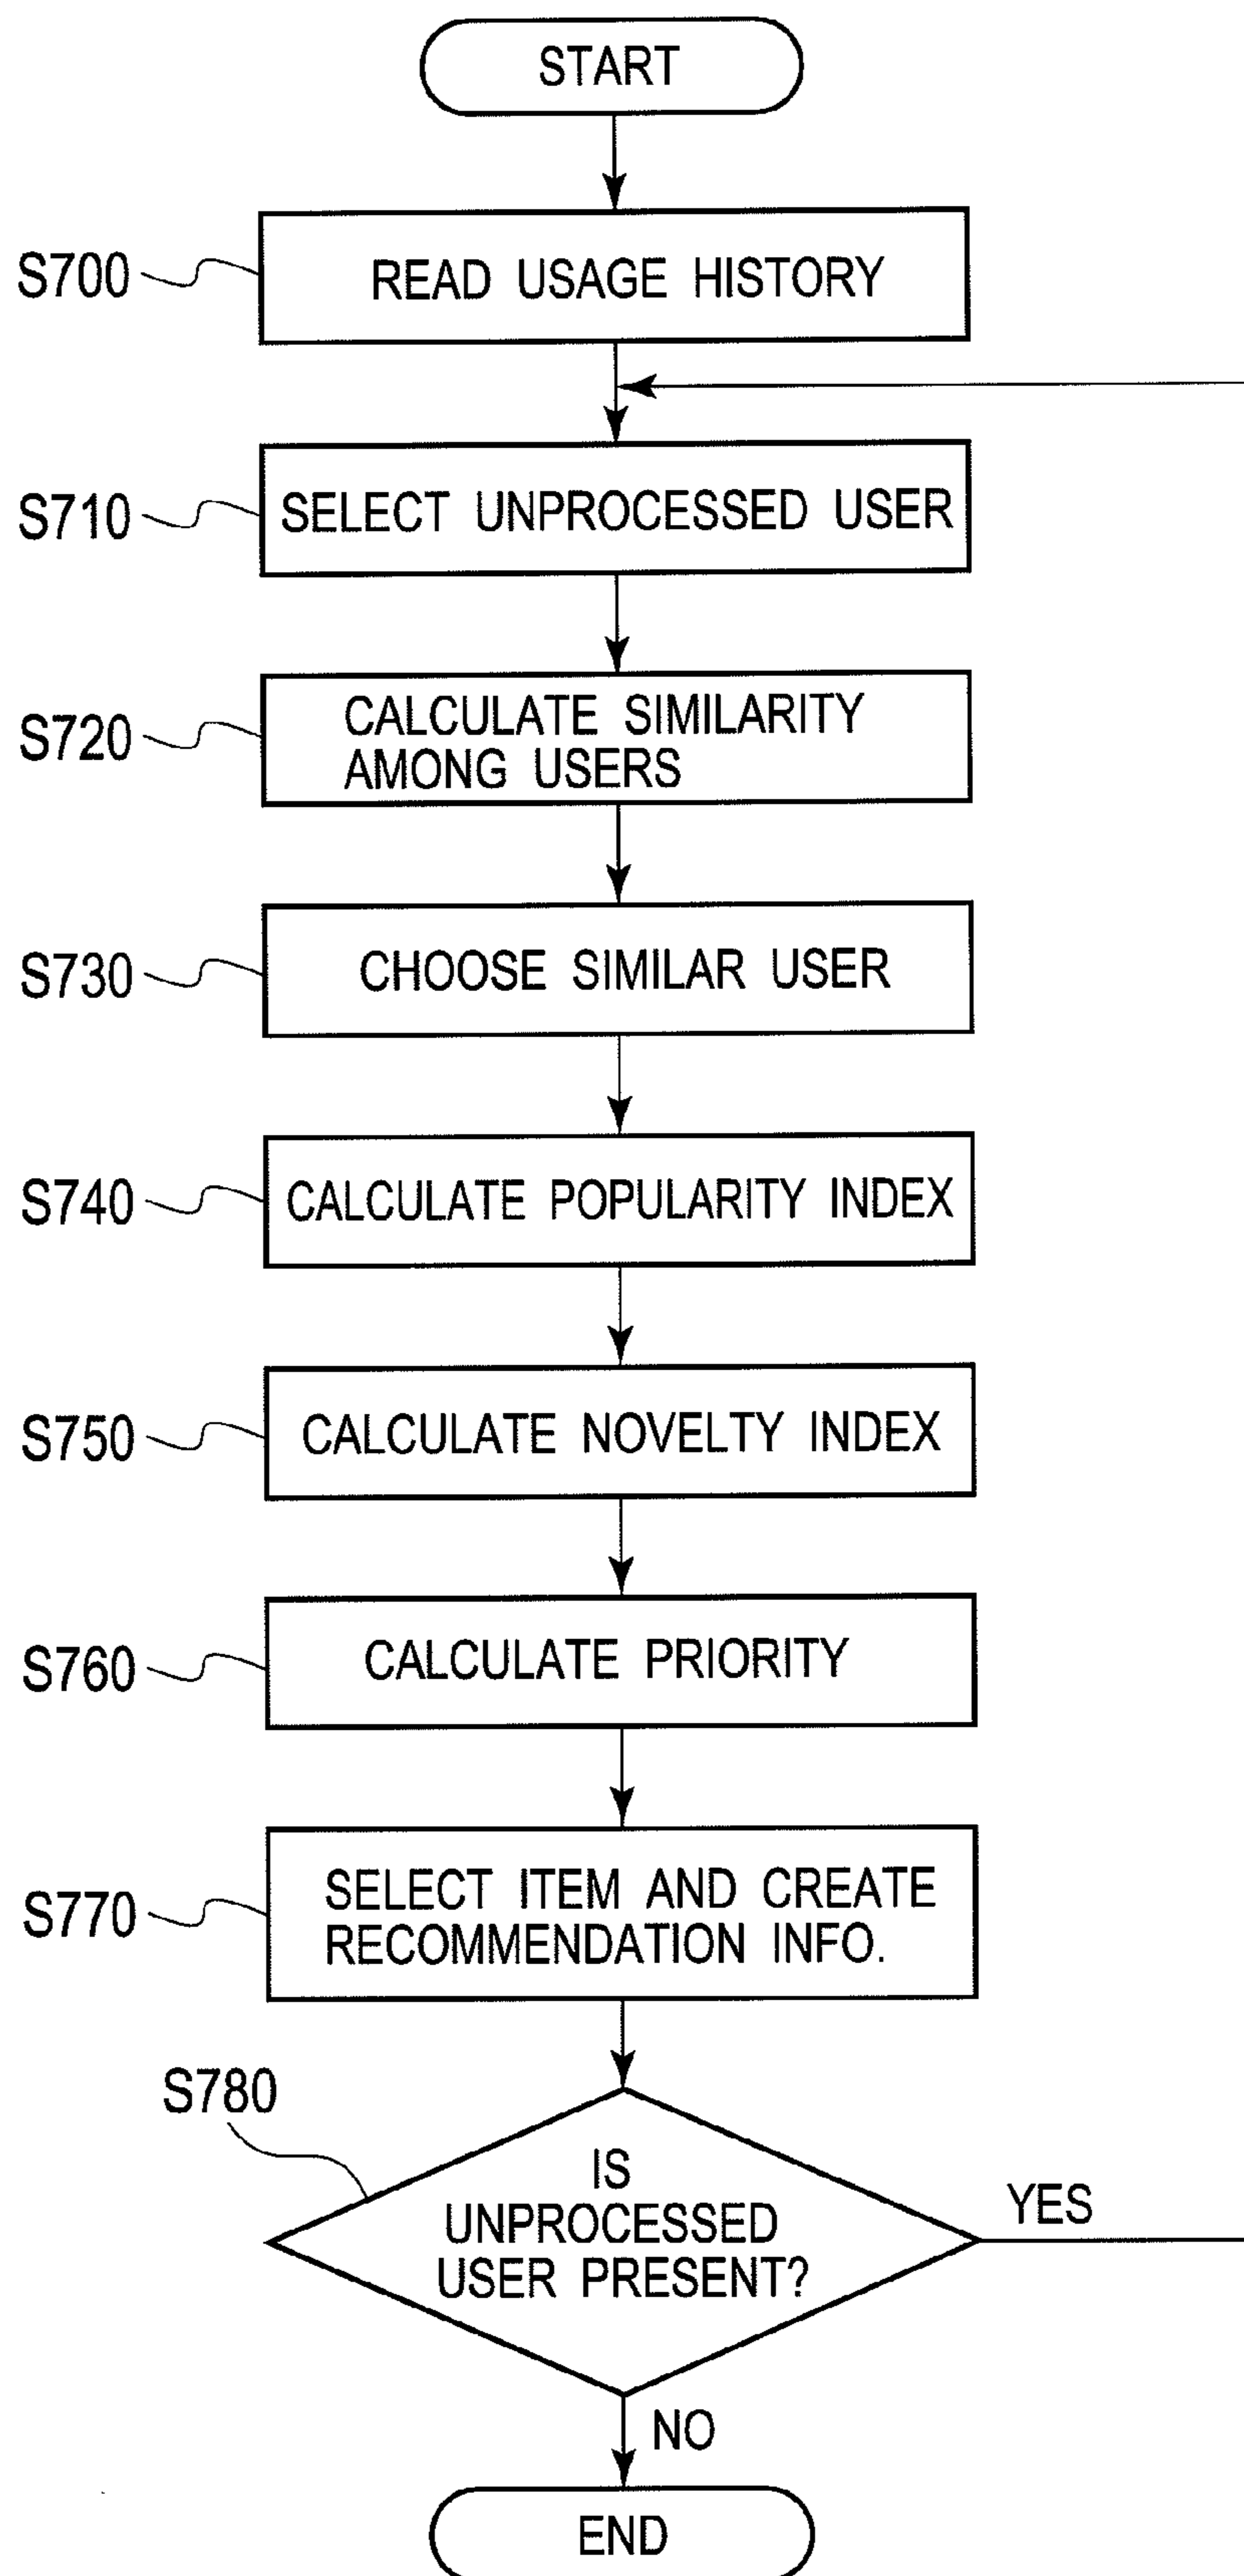 START
S700
READ USAGE HISTORY
S710
SELECT UNPROCESSED USER
S720
CALCULATE SIMILARITY
AMONG USERS
S730
CHOOSE SIMILAR USER
S740
CALCULATE POPULARITY INDEX
S750
CALCULATE NOVELTY INDEX
S760
CALCULATE PRIORITY
S770
SELECT ITEM AND CREATE
RECOMMENDATION INFO.
S780
IS
UNPROCESSED
USER PRESENT?
YES
NO
END